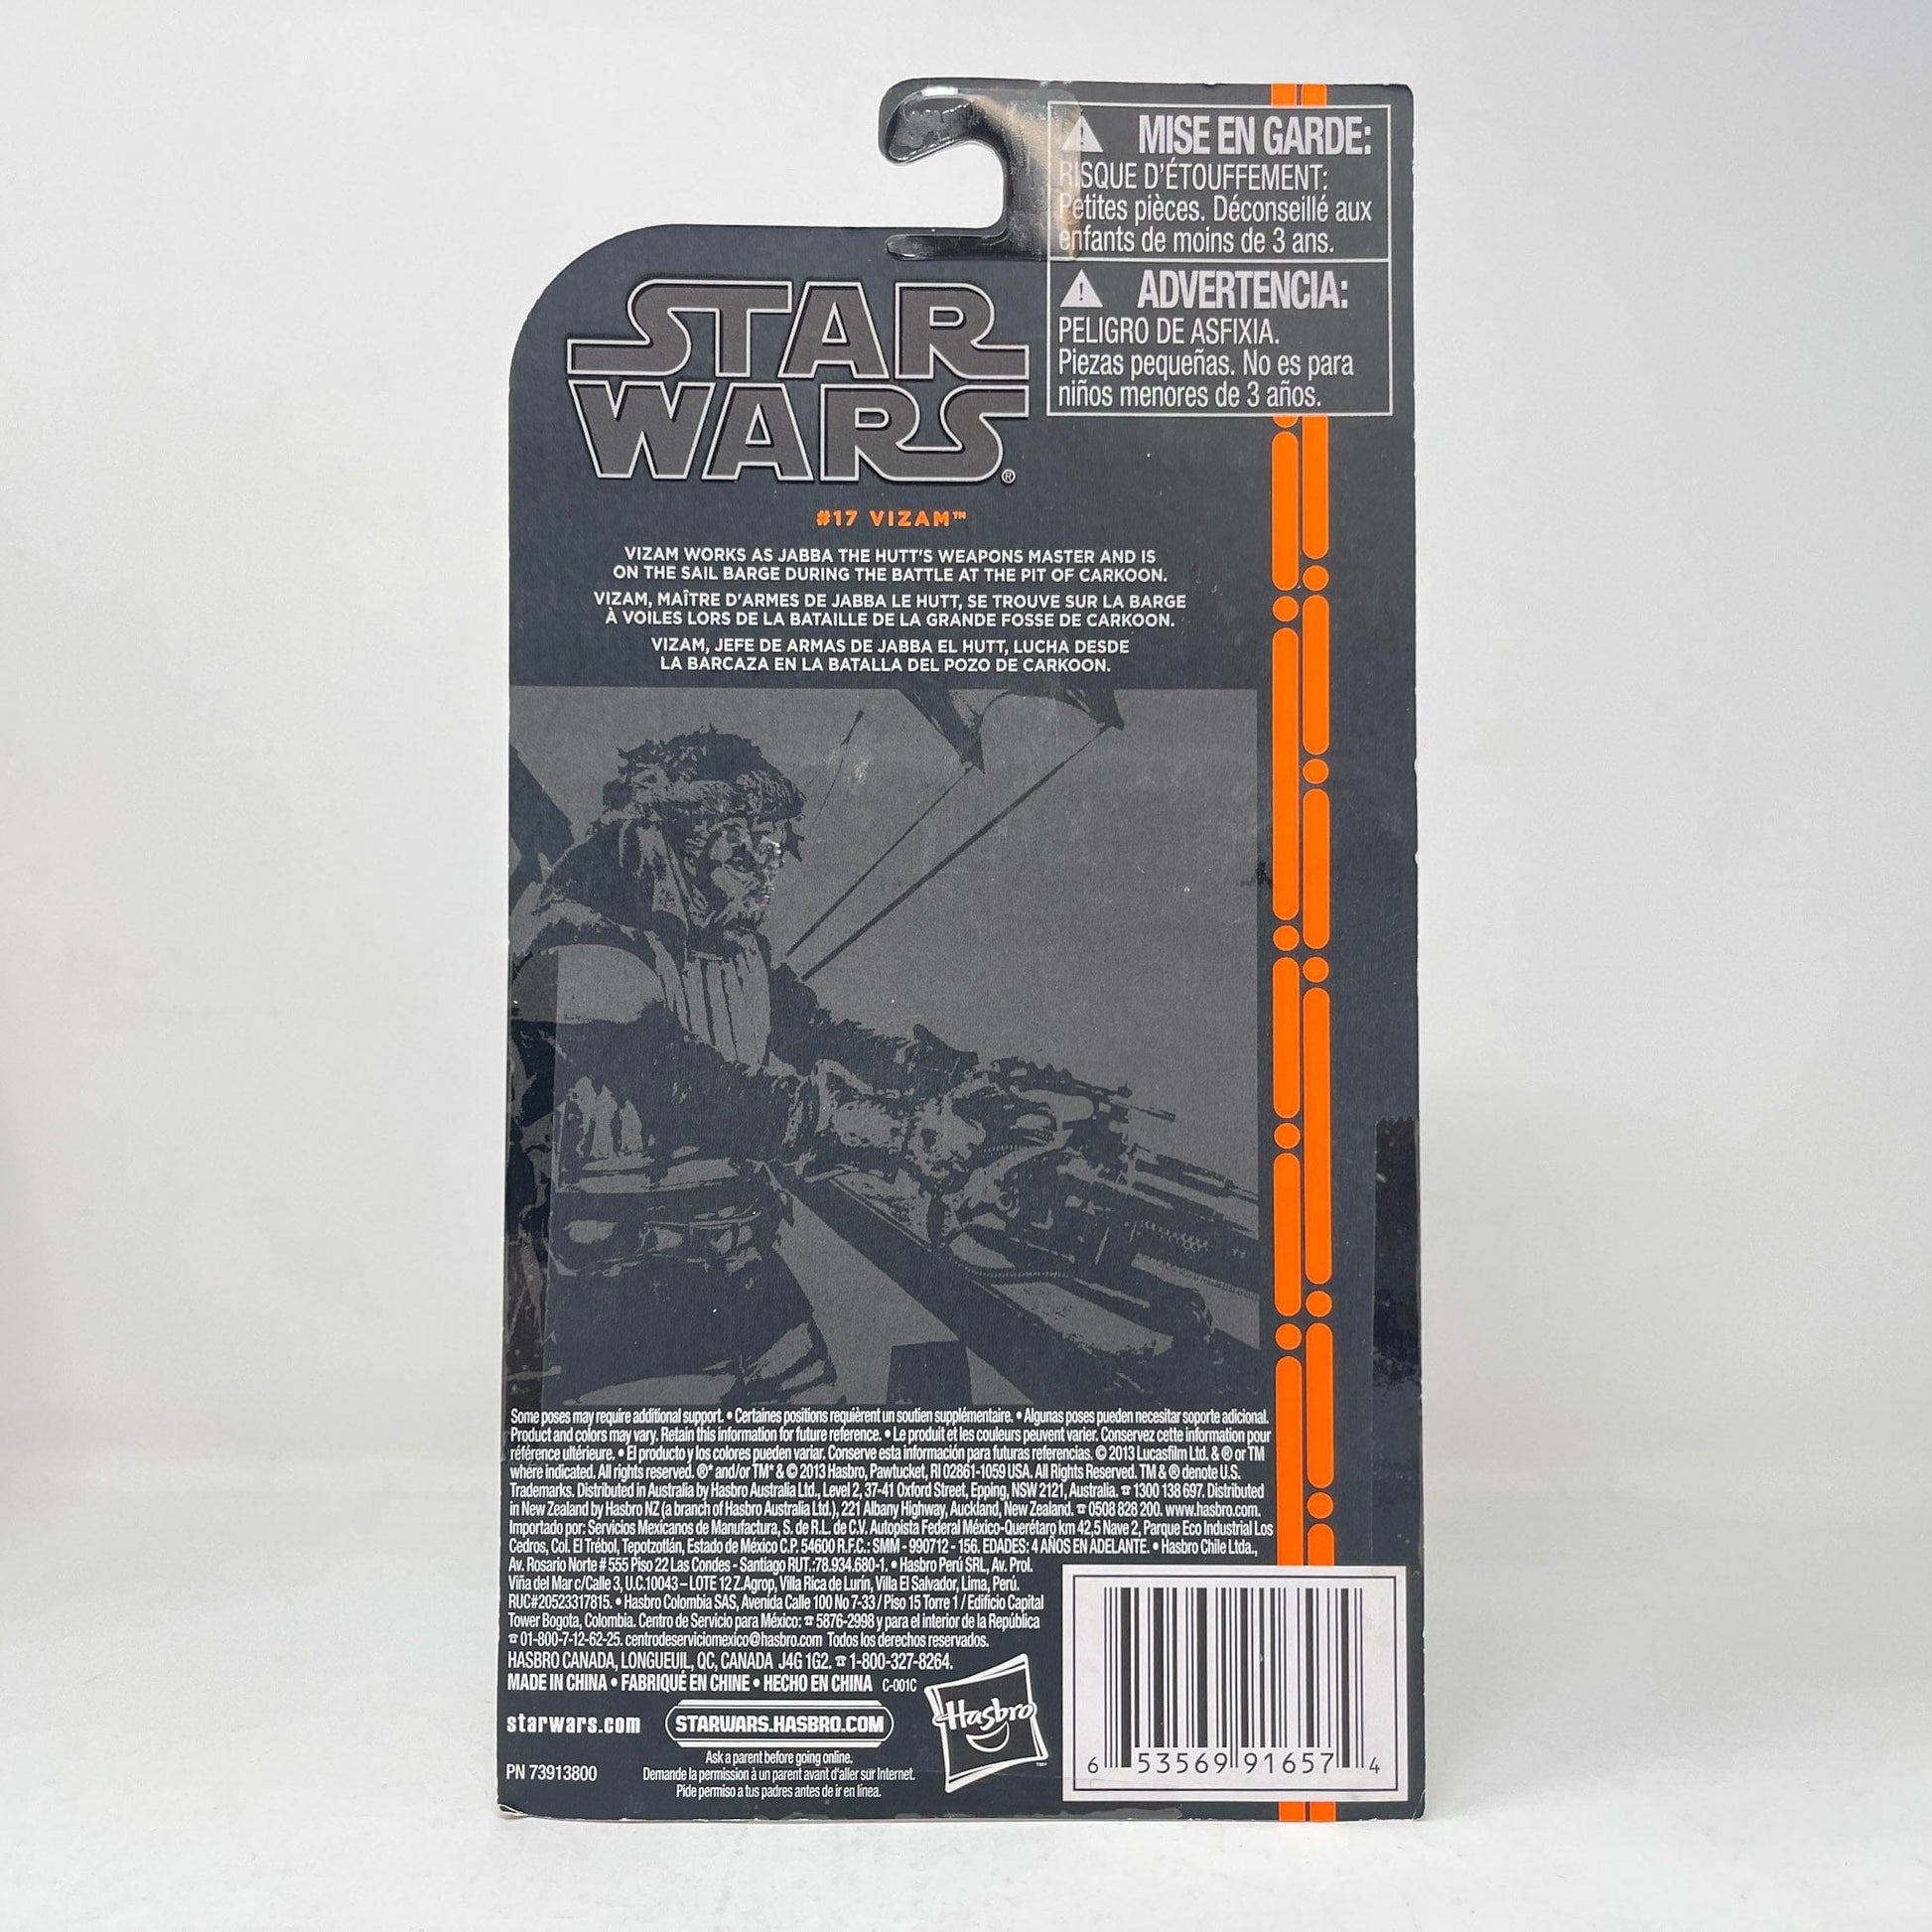 MISE EN GARDE:
RISQUE D'ÉTOUFFEMENT:
Petites pièces. Déconseillé aux
enfants de moins de 3 ans.
ADVERTENCIA:
PELIGRO DE ASFIXIA.
Piezas pequeñas. No es para
niños menores de 3 años.
STAR
WARS®
#17 VIZAM™
VIZAM WORKS AS JABBA THE HUTT'S WEAPONS MASTER AND IS
ON THE SAIL BARGE DURING THE BATTLE AT THE PIT OF CARKOON.
VIZAM, MAÎTRE D'ARMES DE JABBA LE HUTT, SE TROUVE SUR LA BARGE
À VOILES LORS DE LA BATAILLE DE LA GRANDE FOSSE DE CARKOON.
VIZAM, JEFE DE ARMAS DE JABBA EL HUTT, LUCHA DESDE
LA BARCAZA EN LA BATALLA DEL POZO DE CARKOON.
Some poses may require additional support. • Certaines positions requièrent un soutien supplémentaire. • Algunas poses pueden necesitar soporte adicional.
Product and colors may vary. Retain this information for future reference. • Le produit et les couleurs peuvent varier. Conservez cette information pour
référence ultérieure. • El producto y los colores pueden variar. Conserve esta información para futuras referencias. © 2013 Lucasfilm Ltd. & ® or TM
where indicated. All rights reserved. ®* and/or TM* & © 2013 Hasbro, Pawtucket, RI 02861-1059 USA. All Rights Reserved. TM & ® denote U.S.
Trademarks. Distributed in Australia by Hasbro Australia Ltd., Level 2, 37-41 Oxford Street, Epping, NSW 2121, Australia. ☎ 1300 138 697. Distributed
in New Zealand by Hasbro NZ (a branch of Hasbro Australia Ltd.), 221 Albany Highway, Auckland, New Zealand. ☎ 0508 828 200. www.hasbro.com.
Importado por: Servicios Mexicanos de Manufactura, S. de R.L. de C.V. Autopista Federal México-Querétaro km 42,5 Nave 2, Parque Eco Industrial Los
Cedros, Col. El Trébol, Tepotzotlán, Estado de México C.P. 54600 R.F.C.: SMM - 990712 - 156. EDADES: 4 AÑOS EN ADELANTE. • Hasbro Chile Ltda.,
Av. Rosario Norte # 555 Piso 22 Las Condes - Santiago RUT.:78.934.680-1. • Hasbro Perú SRL, Av. Prol.
Viña del Mar c/Calle 3, U.C.10043 – LOTE 12 Z.Agrop, Villa Rica de Lurín, Villa El Salvador, Lima, Perú.
RUC#20523317815. • Hasbro Colombia SAS, Avenida Calle 100 No 7-33 / Piso 15 Torre 1 / Edificio Capital
Tower Bogota, Colombia. Centro de Servicio para México: ☎ 5876-2998 y para el interior de la República
☎ 01-800-7-12-62-25. centrodeserviciomexico@hasbro.com Todos los derechos reservados.
HASBRO CANADA, LONGUEUIL, QC, CANADA J4G 1G2. ☎ 1-800-327-8264.
MADE IN CHINA • FABRIQUÉ EN CHINE • HECHO EN CHINA C-001C
starwars.com STARWARS.HASBRO.COM
Hasbro
TM*
Ask a parent before going online.
PN 73913800
Demande la permission à un parent avant d'aller sur Internet.
Pide permiso a tus padres antes de ir en línea.
6 53569 91657 4